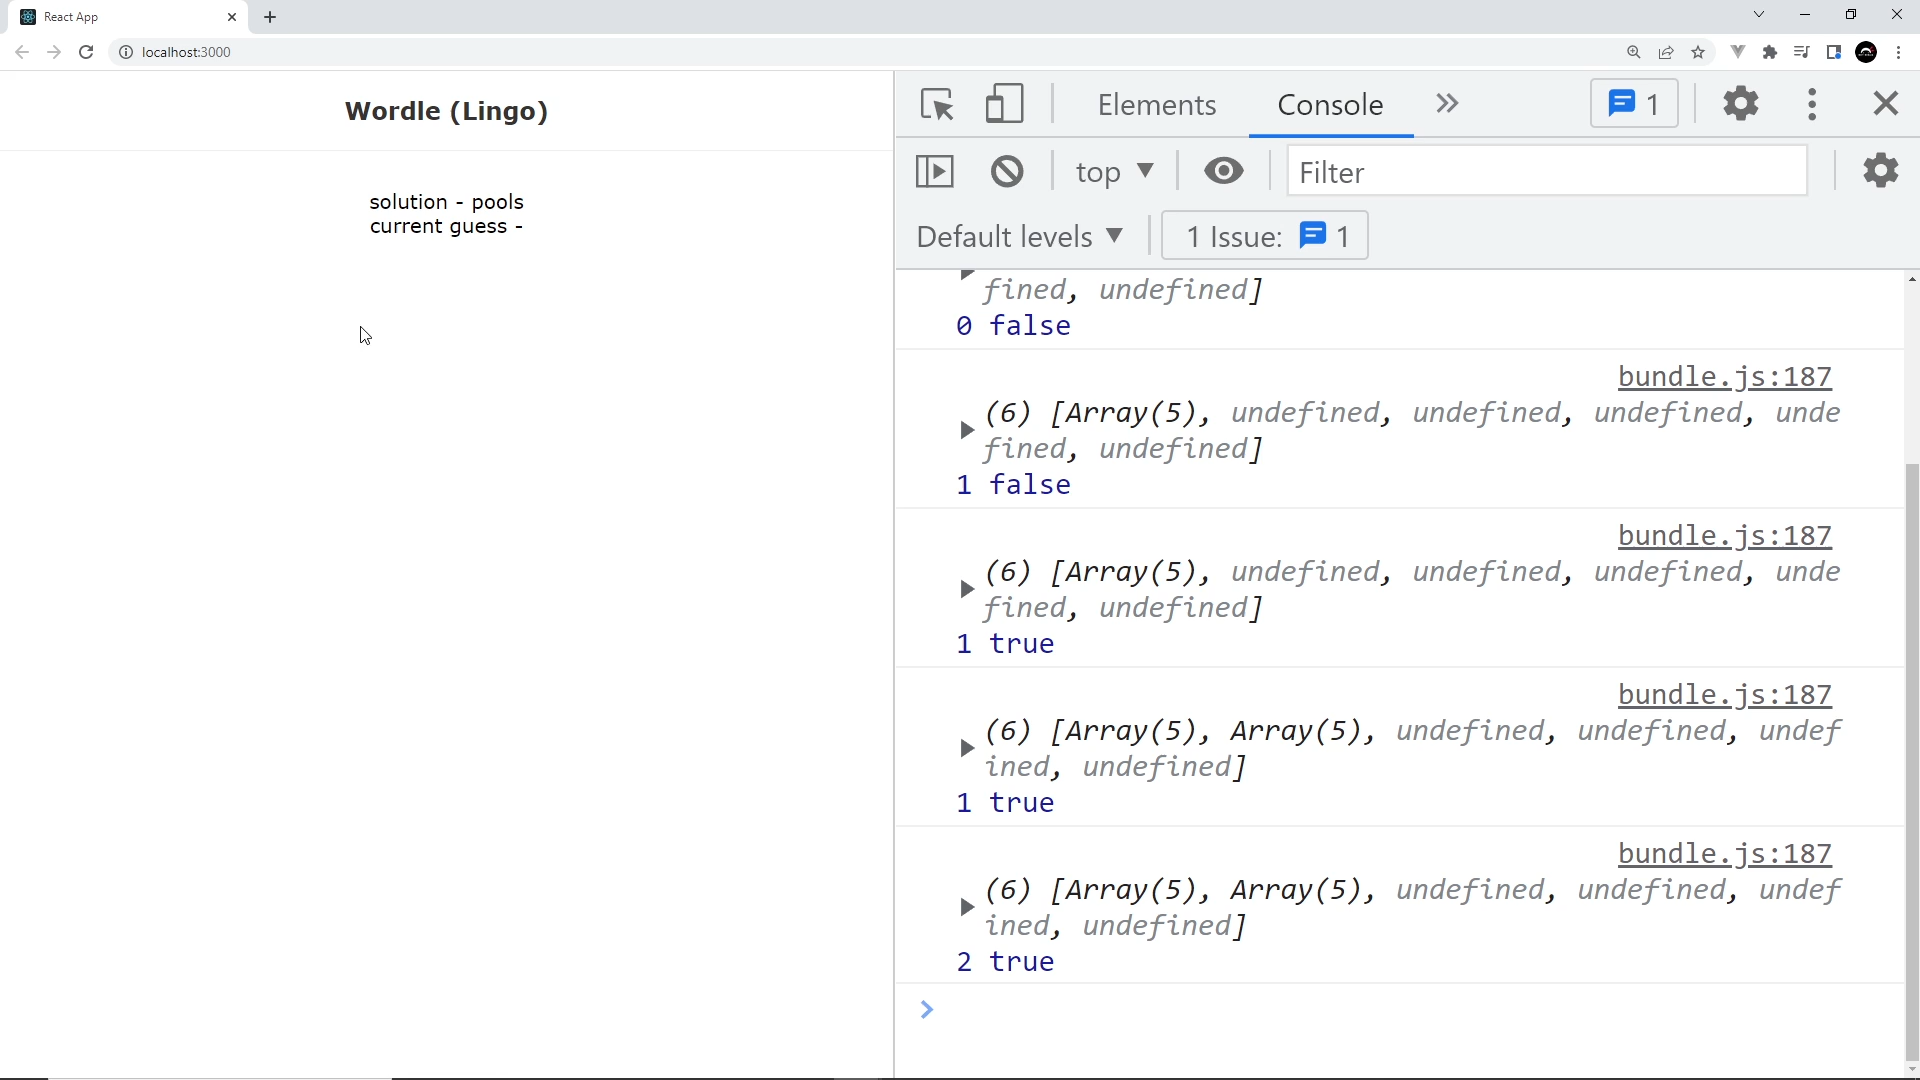 React App
localhost:3000
Wordle (Lingo)
solution - pools
current guess -
Elements
Console
1
top
Filter
Default levels
1 Issue:
1
fined, undefined]
0 false
bundle.js:187
(6) [Array(5), undefined, undefined, undefined, unde
fined, undefined]
1 false
bundle.js:187
(6) [Array(5), undefined, undefined, undefined, unde
fined, undefined]
1 true
bundle.js:187
(6) [Array(5), Array(5), undefined, undefined, undef
ined, undefined]
1 true
bundle.js:187
(6) [Array(5), Array(5), undefined, undefined, undef
ined, undefined]
2 true